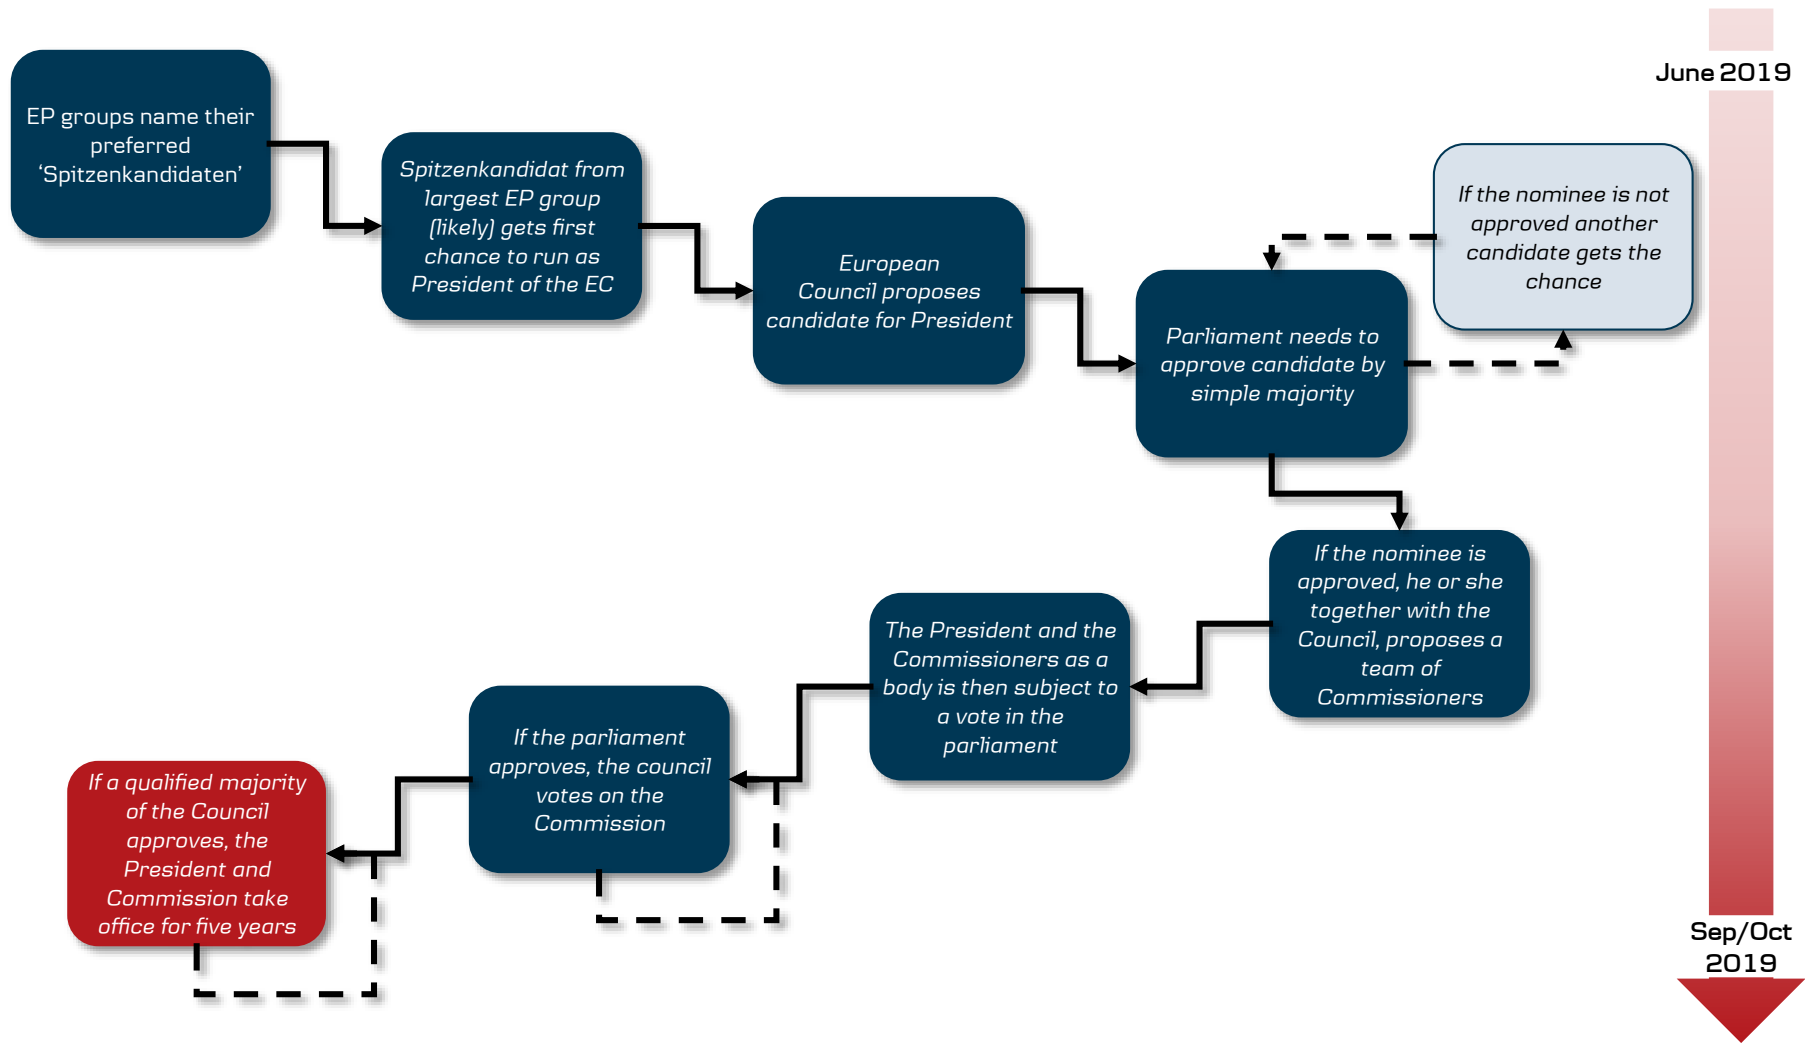 EP groups name their
preferred
‘Spitzenkandidaten’
Spitzenkandidat from
largest EP group
(likely) gets first
chance to run as
President of the EC
European
Council proposes
candidate for President
Parliament needs to
approve candidate by
simple majority
If the nominee is not
approved another
candidate gets the
chance
June 2019
If the nominee is
approved, he or she
together with the
Council, proposes a
team of
Commissioners
The President and the
Commissioners as a
body is then subject to
a vote in the
parliament
If the parliament
approves, the council
votes on the
Commission
If a qualified majority
of the Council
approves, the
President and
Commission take
office for five years
Sep/Oct
2019